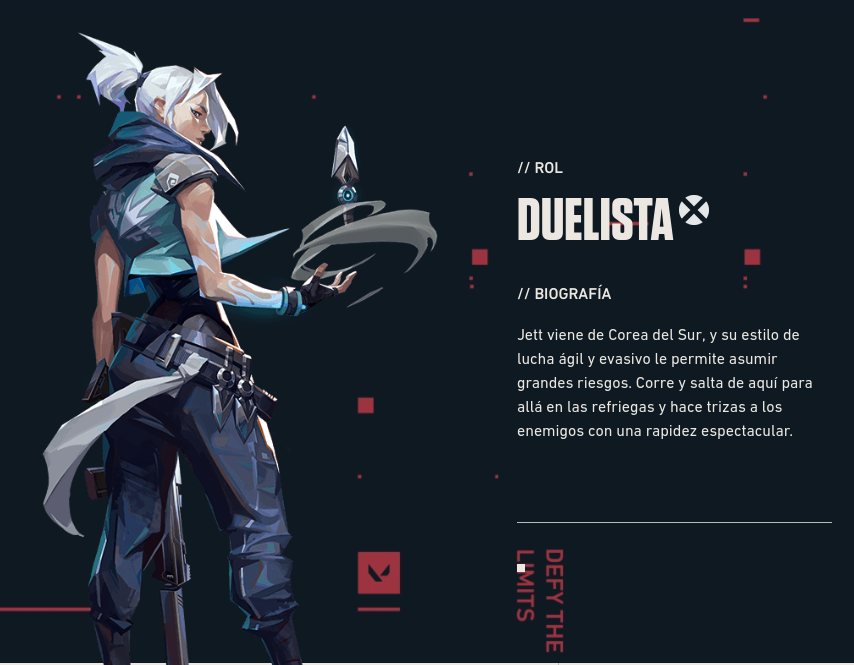 // ROL
DUELISTA
// BIOGRAFÍA
Jett viene de Corea del Sur, y su estilo de
lucha ágil y evasivo le permite asumir
grandes riesgos. Corre y salta de aquí para
allá en las refriegas y hace trizas a los
enemigos con una rapidez espectacular.
DEFY THE
LIMITS